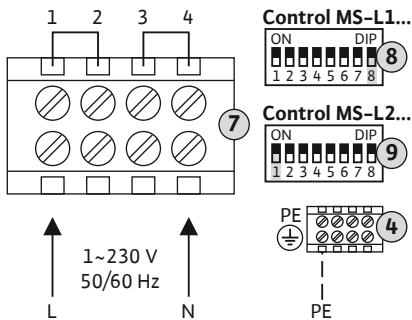 1 2 3 4
7
1~230 V
50/60 Hz
L N
Control MS-L1...
ON DIP
1 2 3 4 5 6 7 8
8
Control MS-L2...
ON DIP
1 2 3 4 5 6 7 8
9
PE
4
PE